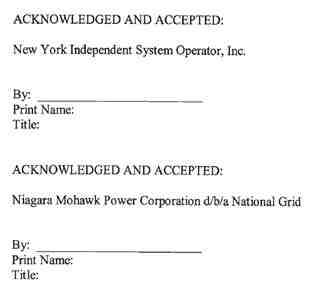 ACKNOWLEDGED AND ACCEPTED:
New York Independent System Operator, Inc.
By: ____________________________
Print Name:
Title:
ACKNOWLEDGED AND ACCEPTED:
Niagara Mohawk Power Corporation d/b/a National Grid
By: ____________________________
Print Name:
Title: